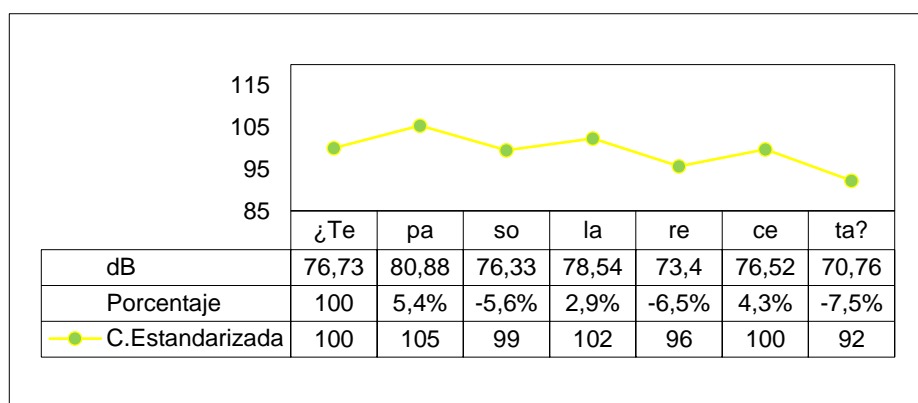 115
105
95
85
¿Te pa so la re ce ta?
dB 76,73 80,88 76,33 78,54 73,4 76,52 70,76
Porcentaje 100 5,4% -5,6% 2,9% -6,5% 4,3% -7,5%
C.Estandarizada 100 105 99 102 96 100 92